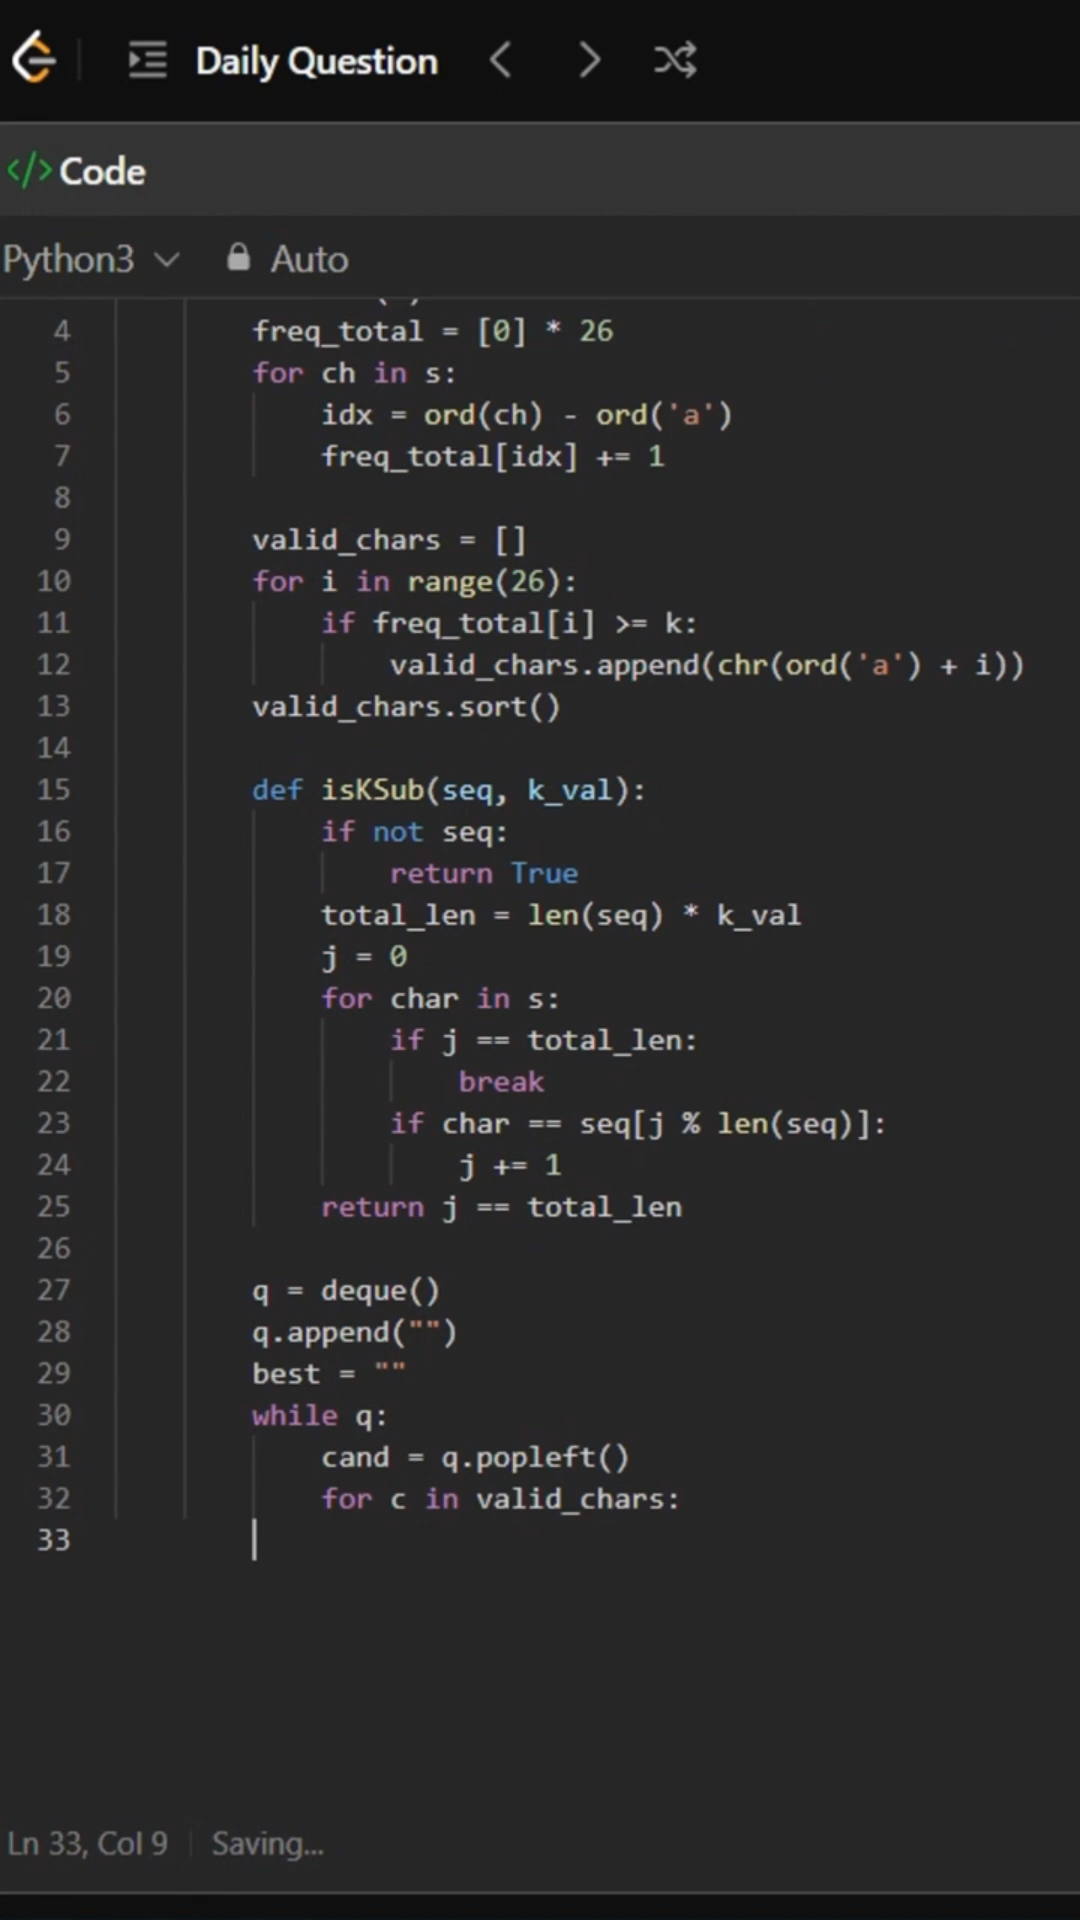 Daily Question
</> Code
Python3 Auto
4 freq_total = [0] * 26
5 for ch in s:
6 idx = ord(ch) - ord('a')
7 freq_total[idx] += 1
8
9 valid_chars = []
10 for i in range(26):
11 if freq_total[i] >= k:
12 valid_chars.append(chr(ord('a') + i))
13 valid_chars.sort()
14
15 def isKSub(seq, k_val):
16 if not seq:
17 return True
18 total_len = len(seq) * k_val
19 j = 0
20 for char in s:
21 if j == total_len:
22 break
23 if char == seq[j % len(seq)]:
24 j += 1
25 return j == total_len
26
27 q = deque()
28 q.append("")
29 best = ""
30 while q:
31 cand = q.popleft()
32 for c in valid_chars:
33
Ln 33, Col 9 Saving...